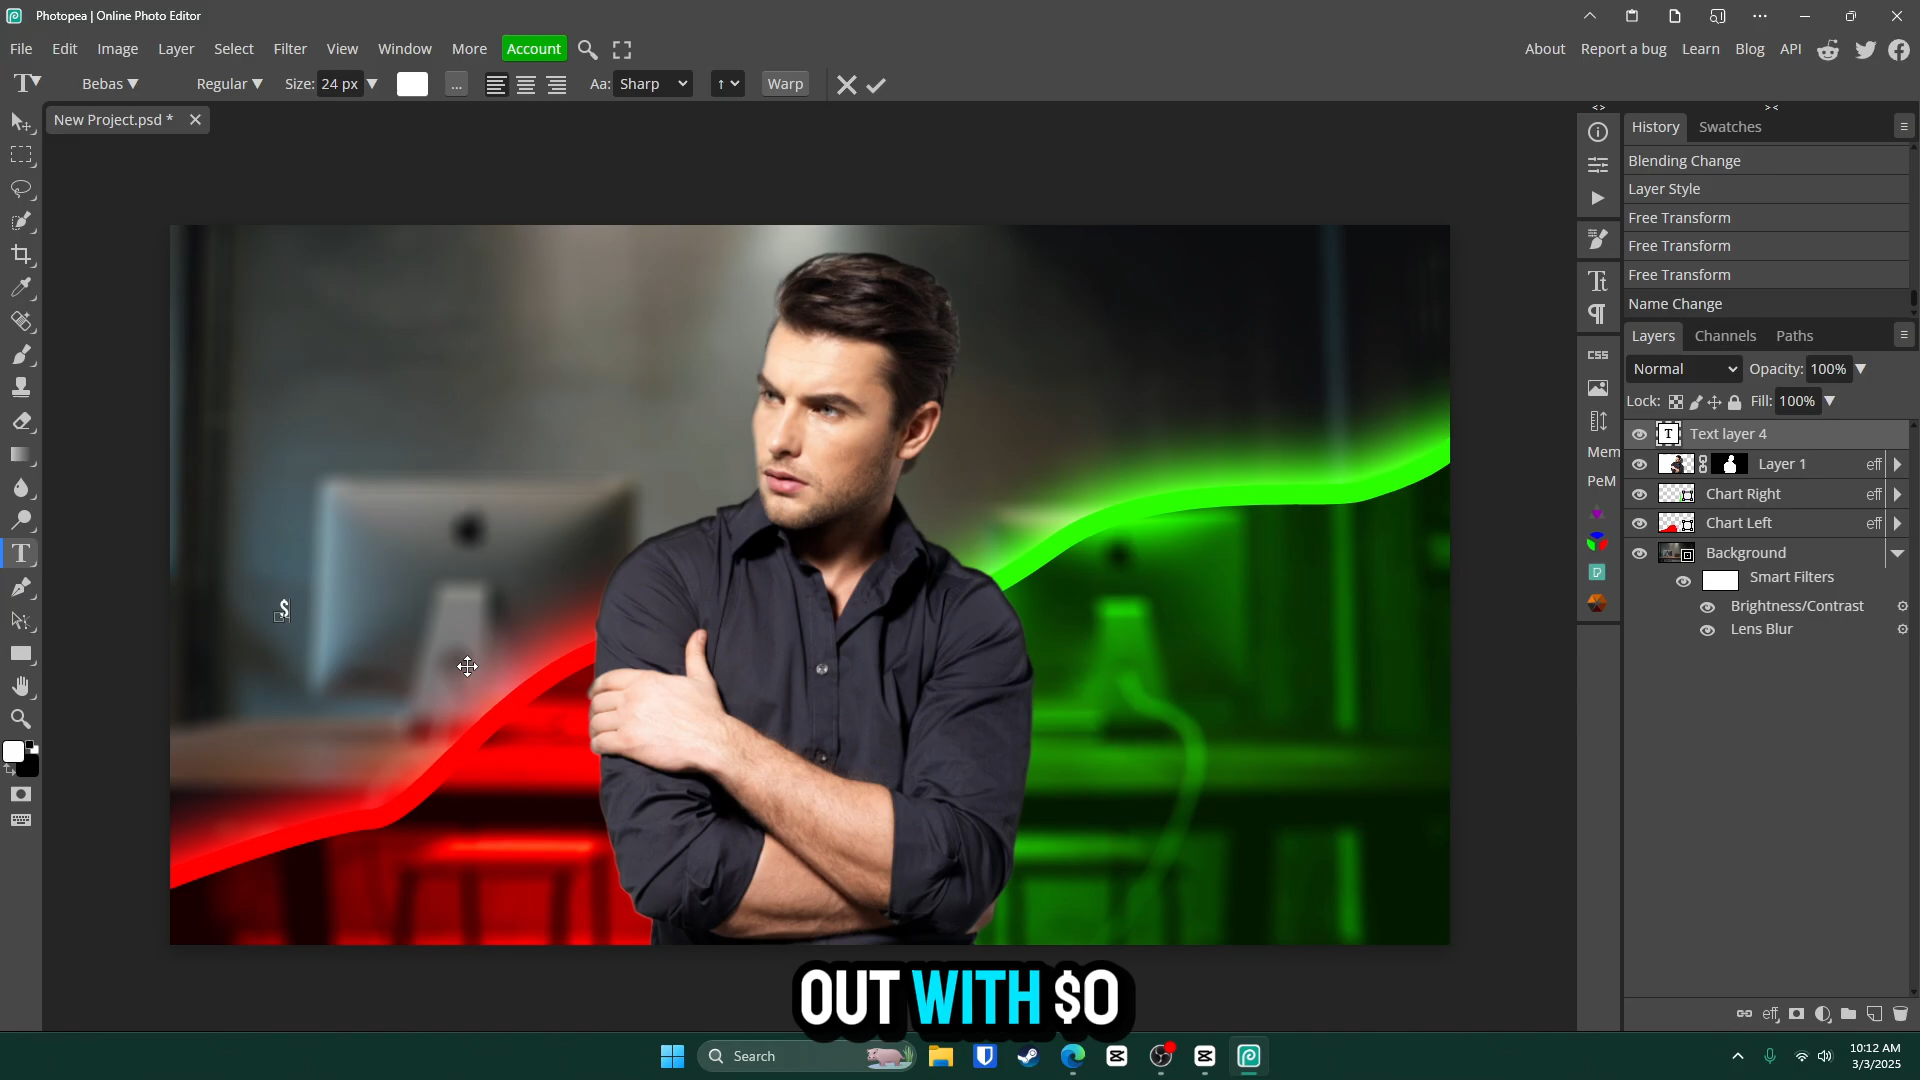 Photopea | Online Photo Editor
File Edit Image Layer Select Filter View Window More Account
About Report a bug Learn Blog API
Bebas Regular Size: 24 px ... Aa: Sharp ↑ Warp
New Project.psd *
History Swatches
Blending Change
Layer Style
Free Transform
Free Transform
Free Transform
Name Change
Layers Channels Paths
Normal Opacity: 100%
Lock: Fill: 100%
CSS
Mem
PeM
Text layer 4
Layer 1 eff
Chart Right eff
Chart Left eff
Background
Smart Filters
Brightness/Contrast
Lens Blur
$
eff
OUT WITH $0
Search
10:12 AM
3/3/2025